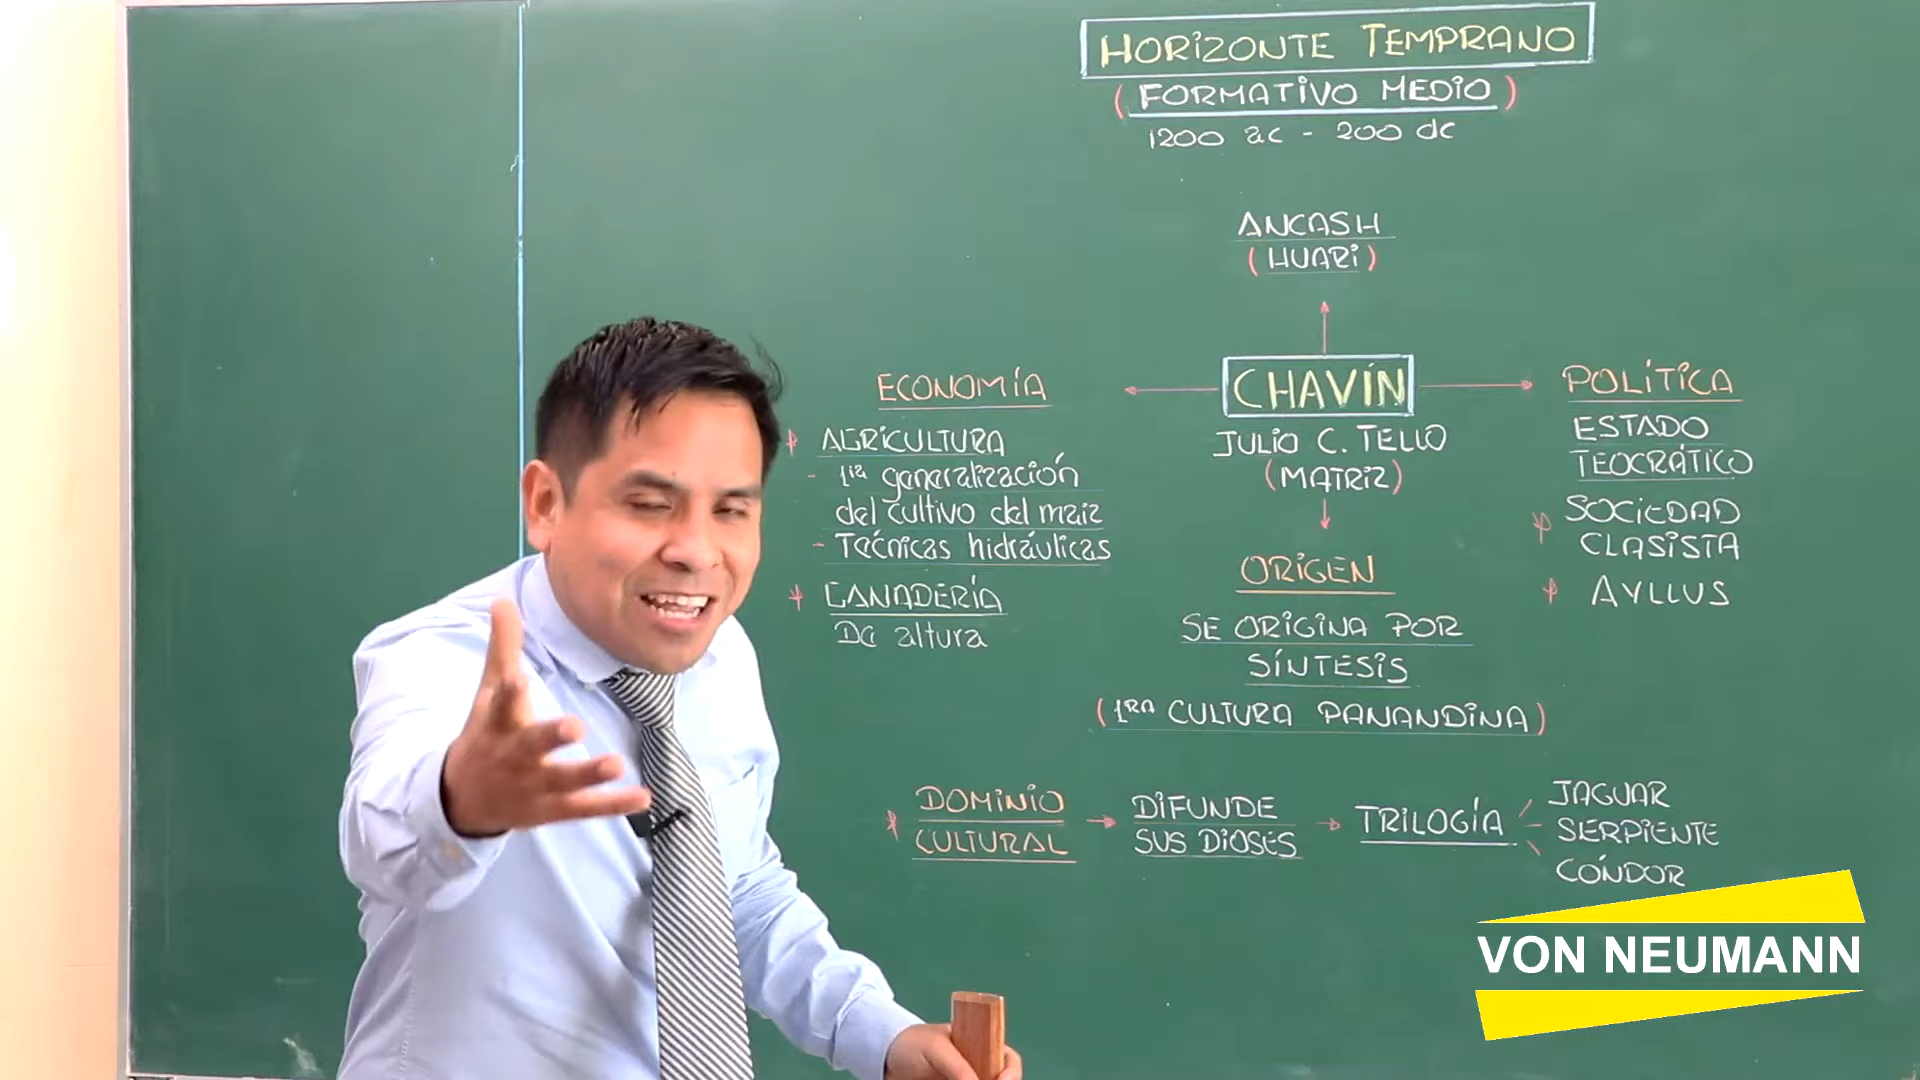 HORIZONTE TEMPRANO
(FORMATIVO MEDIO)
1200 ac - 200 dc
ANCASH
(HUARI)
CHAVÍN
JULIO C. TELLO
(MATRIZ)
ECONOMÍA
AGRICULTURA
- 1ra generalización
del cultivo del maiz
- Técnicas hidráulicas
GANADERÍA
De altura
POLÍTICA
ESTADO
TEOCRÁTICO
SOCIEDAD
CLASISTA
AYLLUS
ORIGEN
SE ORIGINA POR
SÍNTESIS
(1RA CULTURA PANANDINA)
DOMINIO
CULTURAL
DIFUNDE
SUS DIOSES
TRILOGÍA
JAGUAR
SERPIENTE
CÓNDOR
VON NEUMANN